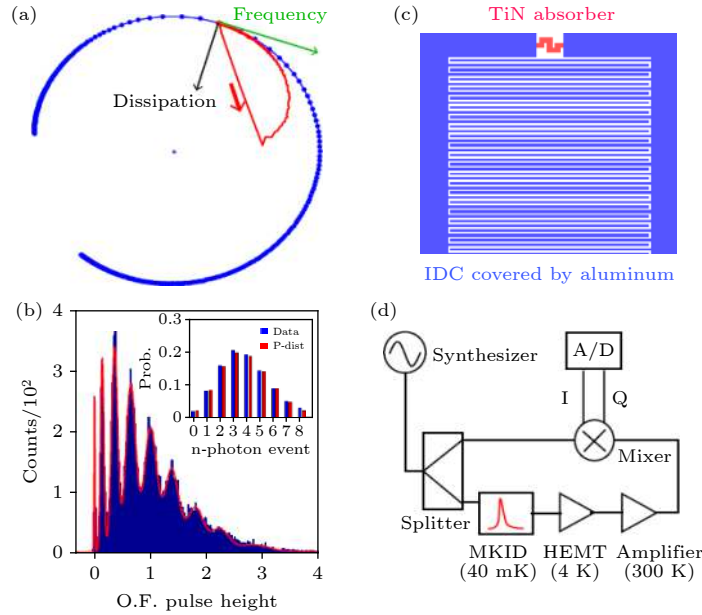 (a)
Frequency
Dissipation
(c)
TiN absorber
IDC covered by aluminum
(b)
Counts/10²
4
3
2
1
0
0 1 2 3 4
O.F. pulse height
Prob.
0.3
0.2
0.1
0
Data
P-dist
0 1 2 3 4 5 6 7 8
n-photon event
(d)
Synthesizer
A/D
I Q
Mixer
Splitter
MKID HEMT Amplifier
(40 mK) (4 K) (300 K)